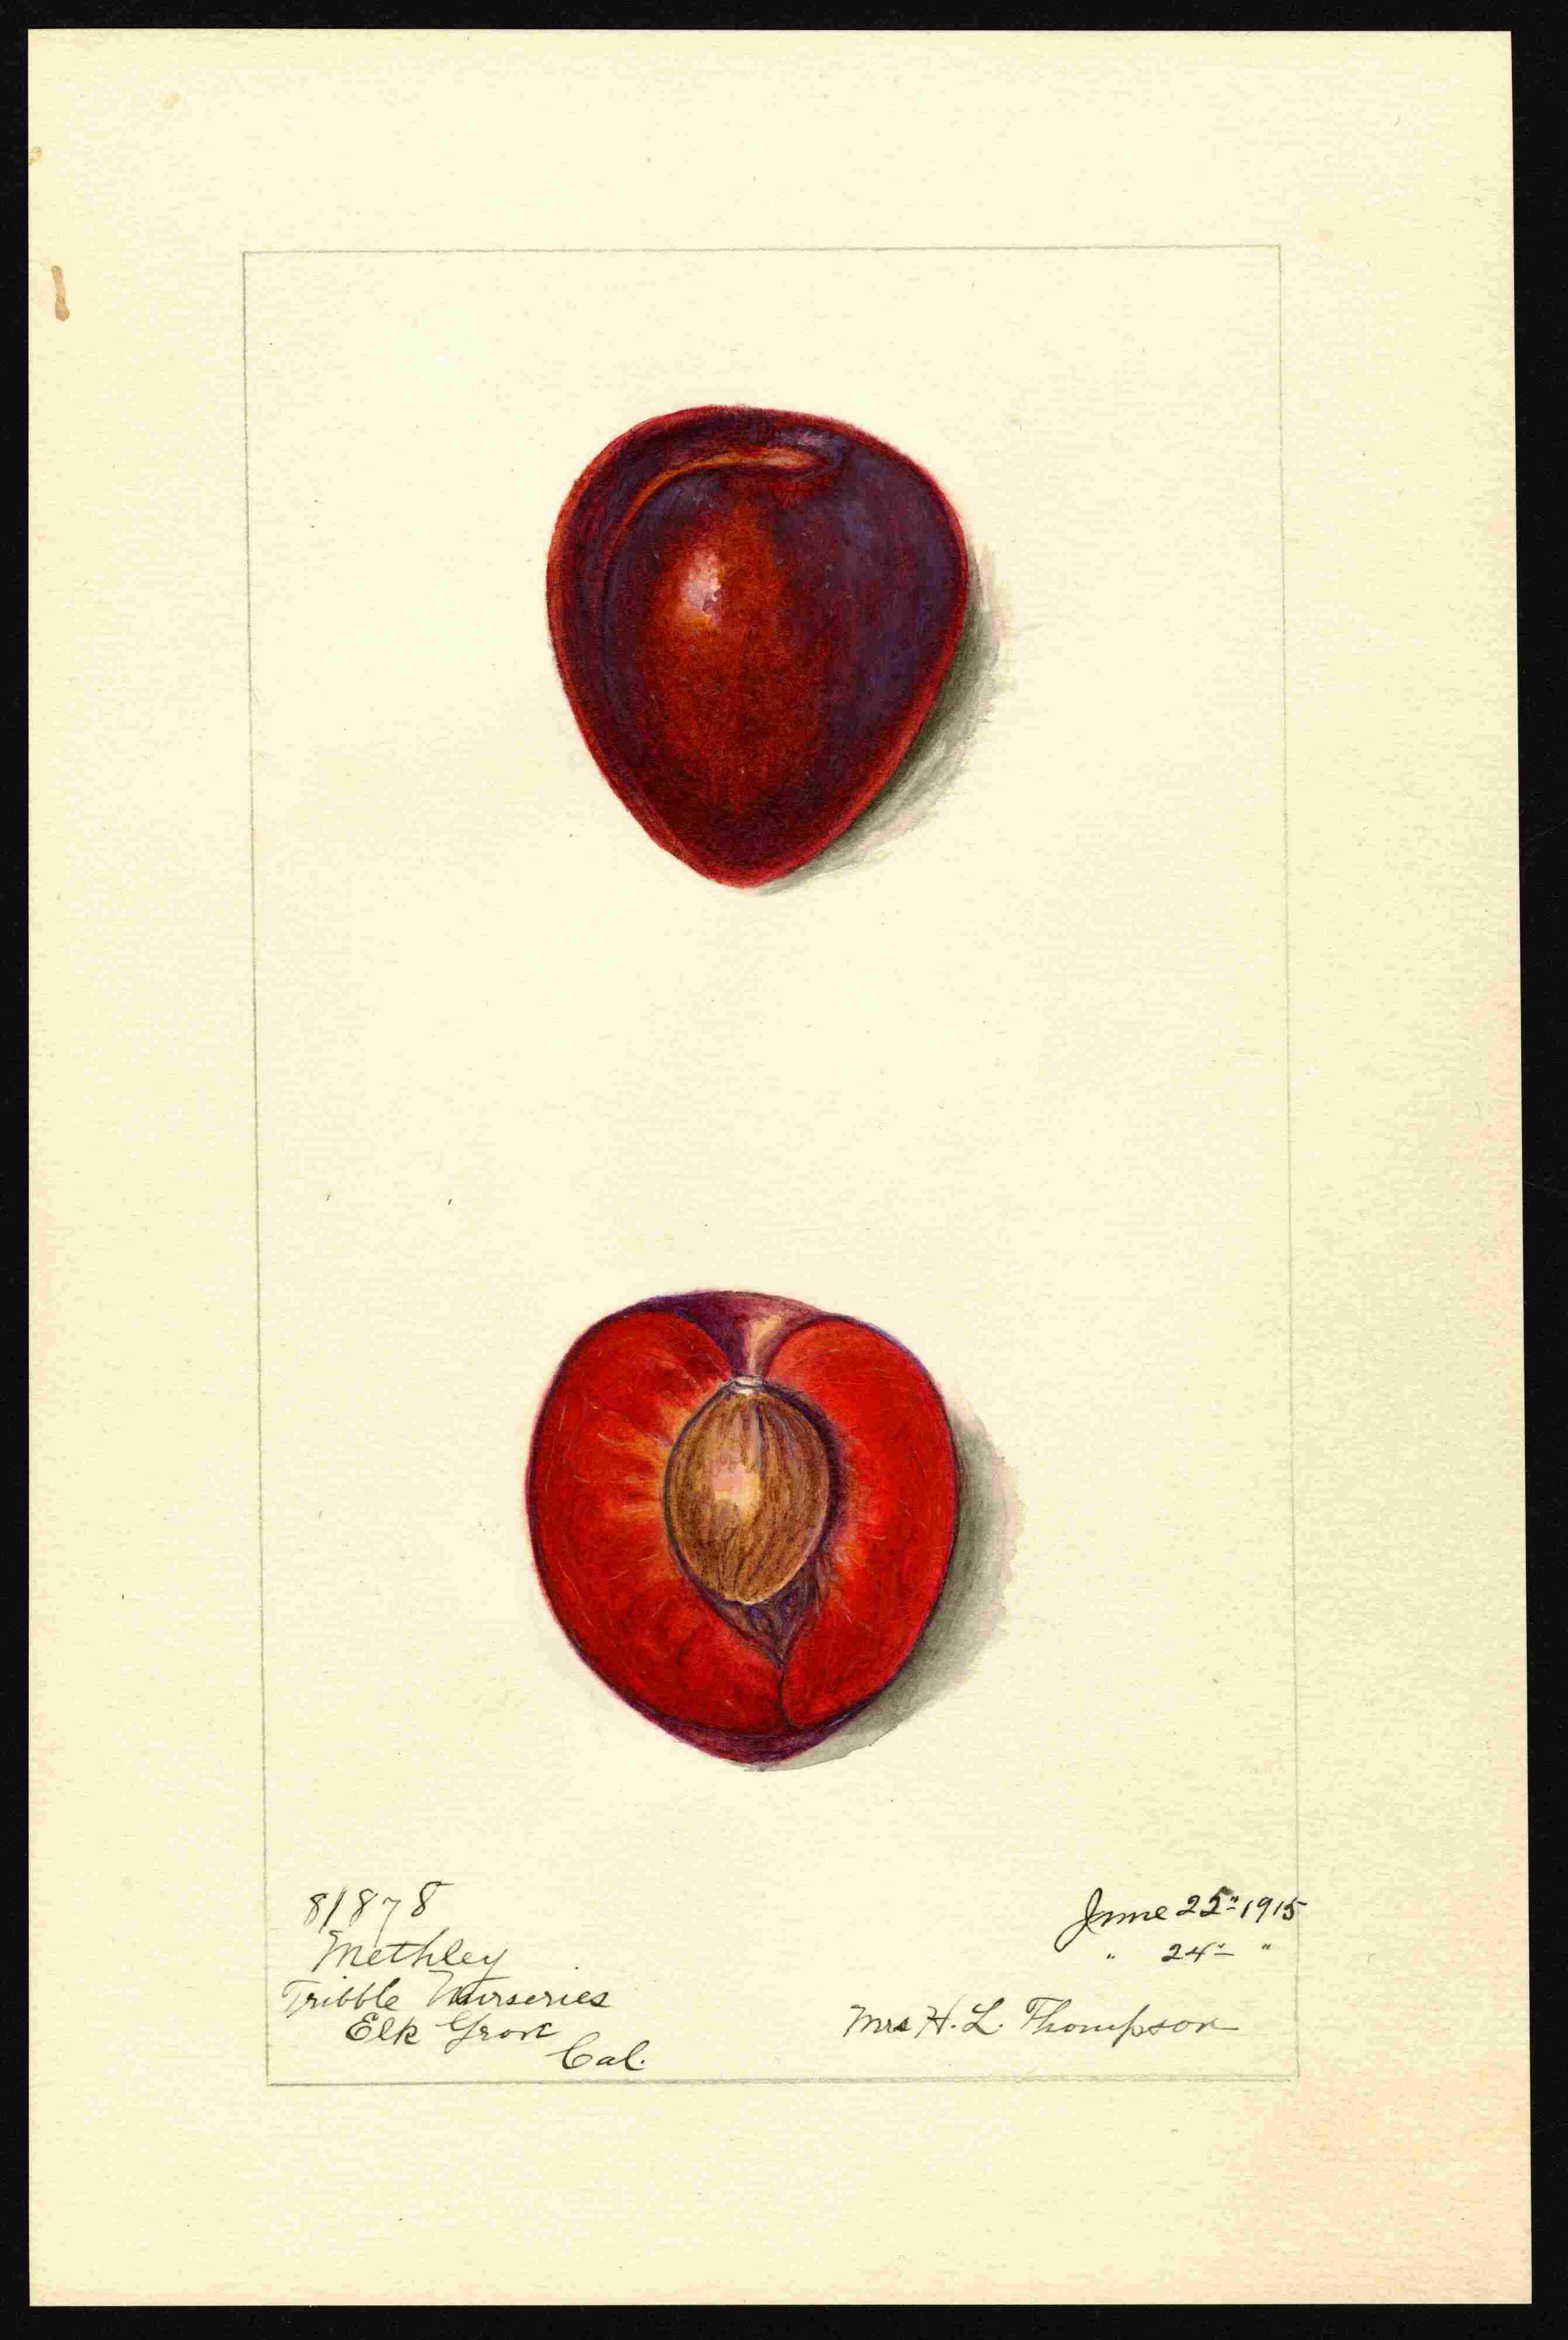 81878
Methley
Tribble Nurseries
Elk Grove
Cal.
June 25" 1915
" 24" "
Mrs H. L. Thompson